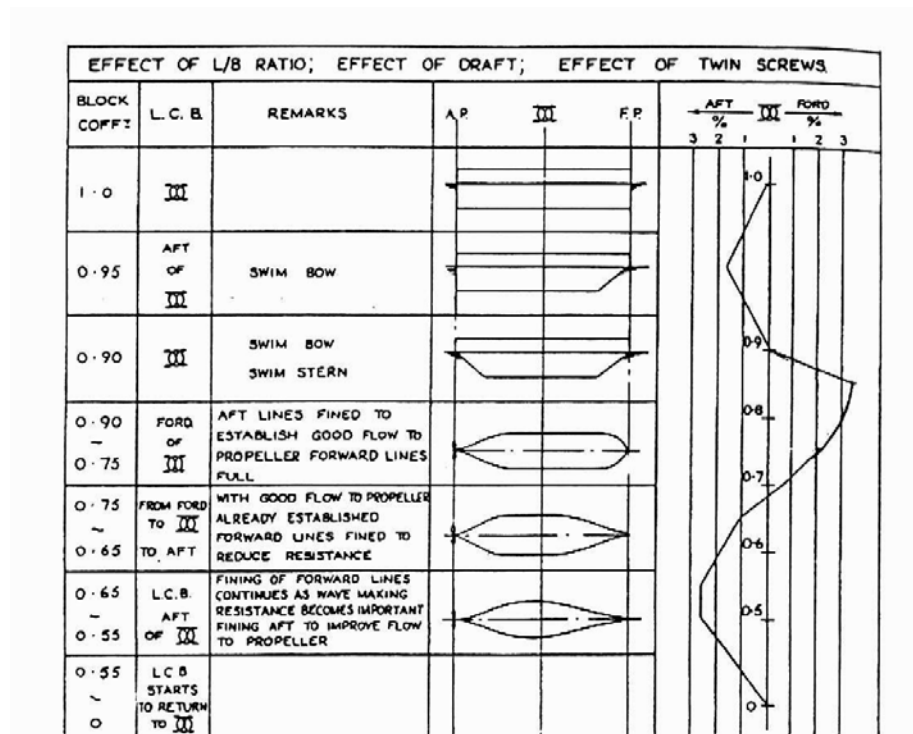 EFFECT OF L/B RATIO; EFFECT OF DRAFT; EFFECT OF TWIN SCREWS
BLOCK
COFFT
L.C.B.
REMARKS
A.P.
F.P.
AFT
FORD
%
%
3 2 1 1 2 3
1.0
1.0
0.95
AFT
OF
SWIM BOW
0.90
SWIM BOW
SWIM STERN
0.9
0.90
~
0.75
FORD
OF
AFT LINES FINED TO
ESTABLISH GOOD FLOW TO
PROPELLER FORWARD LINES
FULL
0.8
0.7
0.75
~
0.65
FROM FORD
TO
TO AFT
WITH GOOD FLOW TO PROPELLER
ALREADY ESTABLISHED
FORWARD LINES FINED TO
REDUCE RESISTANCE
0.6
0.65
~
0.55
L.C.B.
AFT
OF
FINING OF FORWARD LINES
CONTINUES AS WAVE MAKING
RESISTANCE BECOMES IMPORTANT
FINING AFT TO IMPROVE FLOW
TO PROPELLER
0.5
0.55
~
0
L C B
STARTS
TO RETURN
TO
0